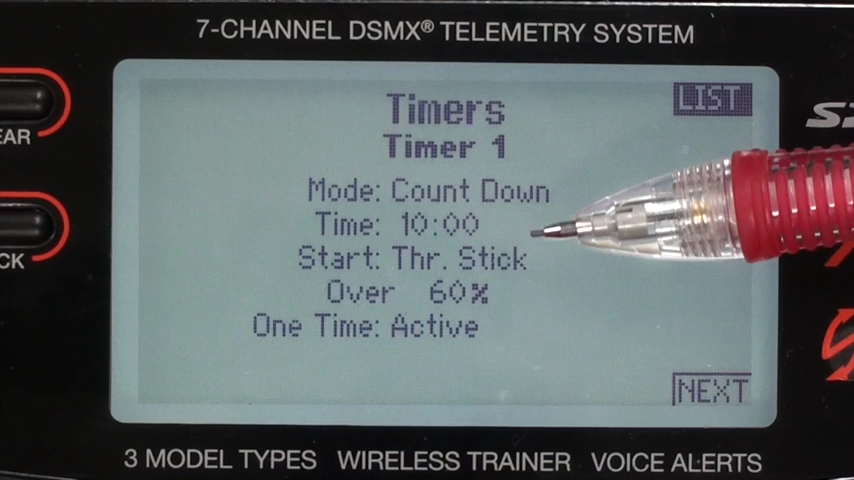 7-CHANNEL DSMX® TELEMETRY SYSTEM
LIST
Timers
Timer 1
Mode: Count Down
Time: 10:00
Start: Thr. Stick
Over 60%
One Time: Active
NEXT
3 MODEL TYPES WIRELESS TRAINER VOICE ALERTS